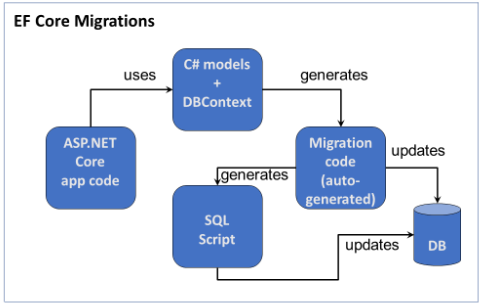 EF Core Migrations
C# models
+
DBContext
uses
generates
ASP.NET
Core
app code
Migration
code
(auto-
generated)
updates
generates
SQL
Script
updates
DB